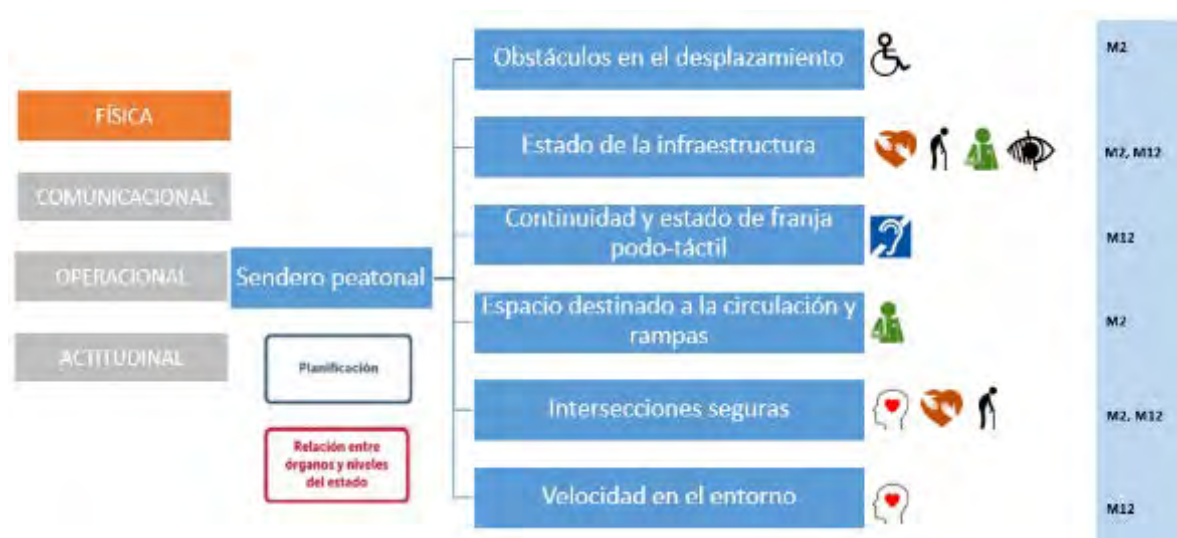 FÍSICA
COMUNICACIONAL
OPERACIONAL
ACTITUDINAL
Sendero peatonal
Planificación
Relación entre
órganos y niveles
del estado
Obstáculos en el desplazamiento
M2
Estado de la infraestructura
M2, M12
Continuidad y estado de franja
podo-táctil
M12
Espacio destinado a la circulación y
rampas
M2
Intersecciones seguras
M2, M12
Velocidad en el entorno
M12